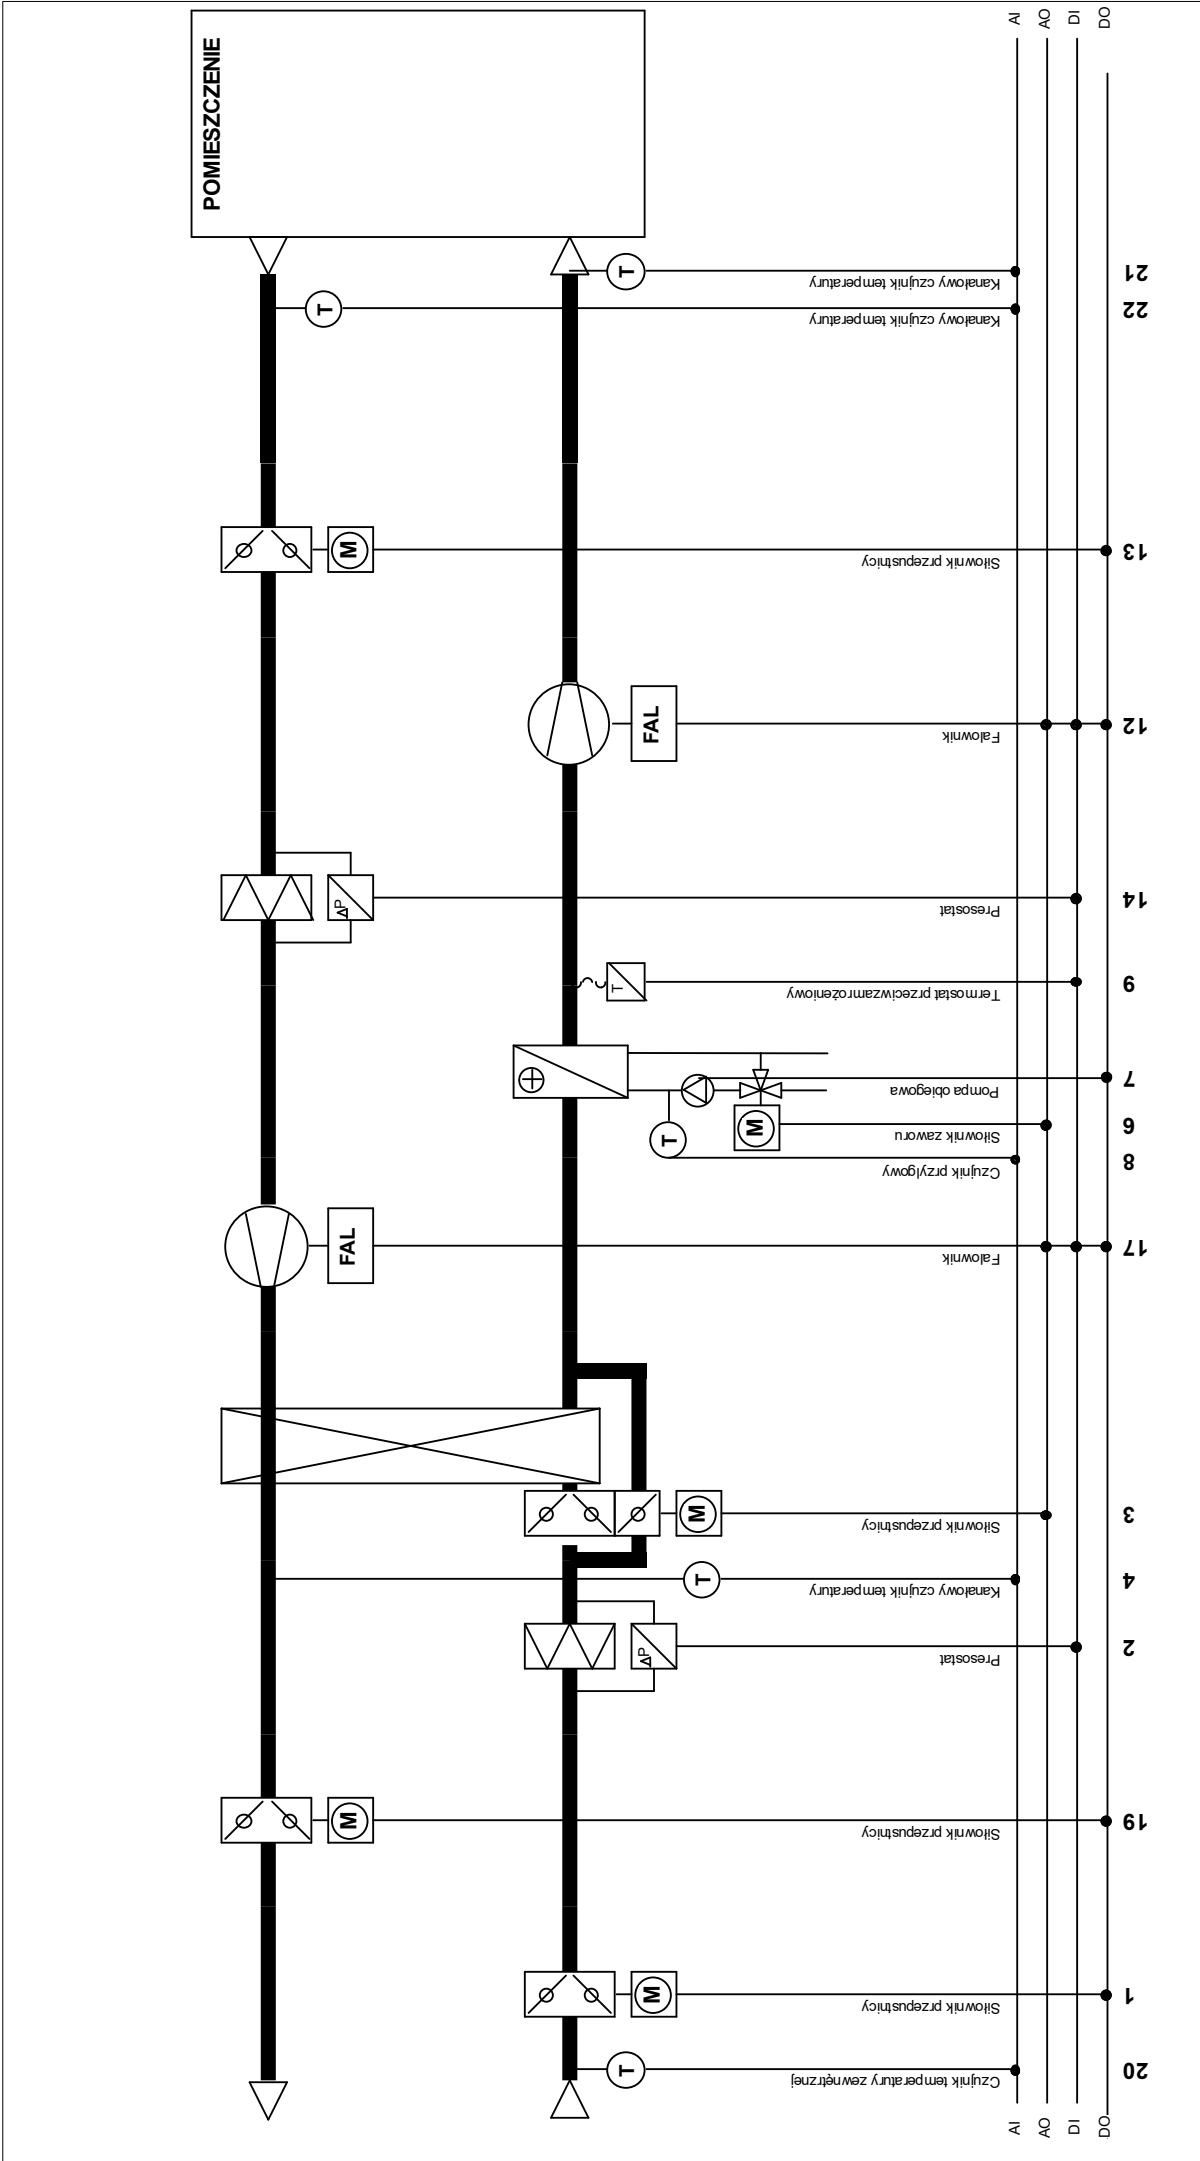 POMIESZCZENIE
AI
AO
DI
DO
T
Kanałowy czujnik temperatury
21
T
Kanałowy czujnik temperatury
22
M
Siłownik przepustnicy
13
FAL
Falownik
12
ΔP
Presostat
14
T
Termostat przeciwzamrożeniowy
9
Pompa obiegowa
7
M
Siłownik zaworu
6
T
Czujnik przylgowy
8
FAL
Falownik
17
M
Siłownik przepustnicy
3
T
Kanałowy czujnik temperatury
4
ΔP
Presostat
2
M
Siłownik przepustnicy
19
M
Siłownik przepustnicy
1
T
Czujnik temperatury zewnętrznej
20
AI
AO
DI
DO